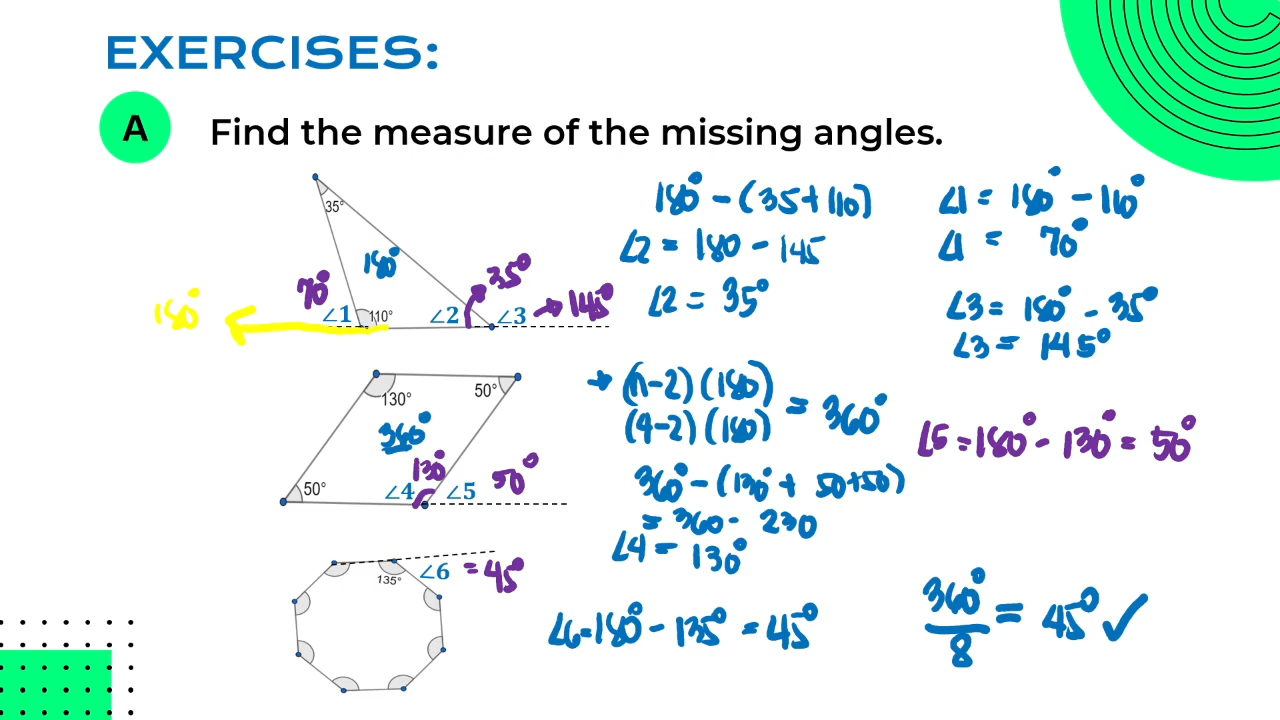 EXERCISES:
A
Find the measure of the missing angles.
35°
180°
70°
35°
180°
∠1
110°
∠2
∠3
→ 145°
180° - (35+110)
∠2 = 180 - 145
∠2 = 35°
∠1 = 180° - 110°
∠1 = 70°
∠3 = 180° - 35°
∠3 = 145°
130°
50°
360°
130°
50°
50°
∠4
∠5
→ (n-2)(180)
(4-2)(180)
= 360°
360° - (130° + 50+50)
= 360 - 230
∠4 = 130°
∠5 = 180° - 130° = 50°
135°
∠6
= 45°
∠6 = 180° - 135° = 45°
360°
8
= 45° ✓